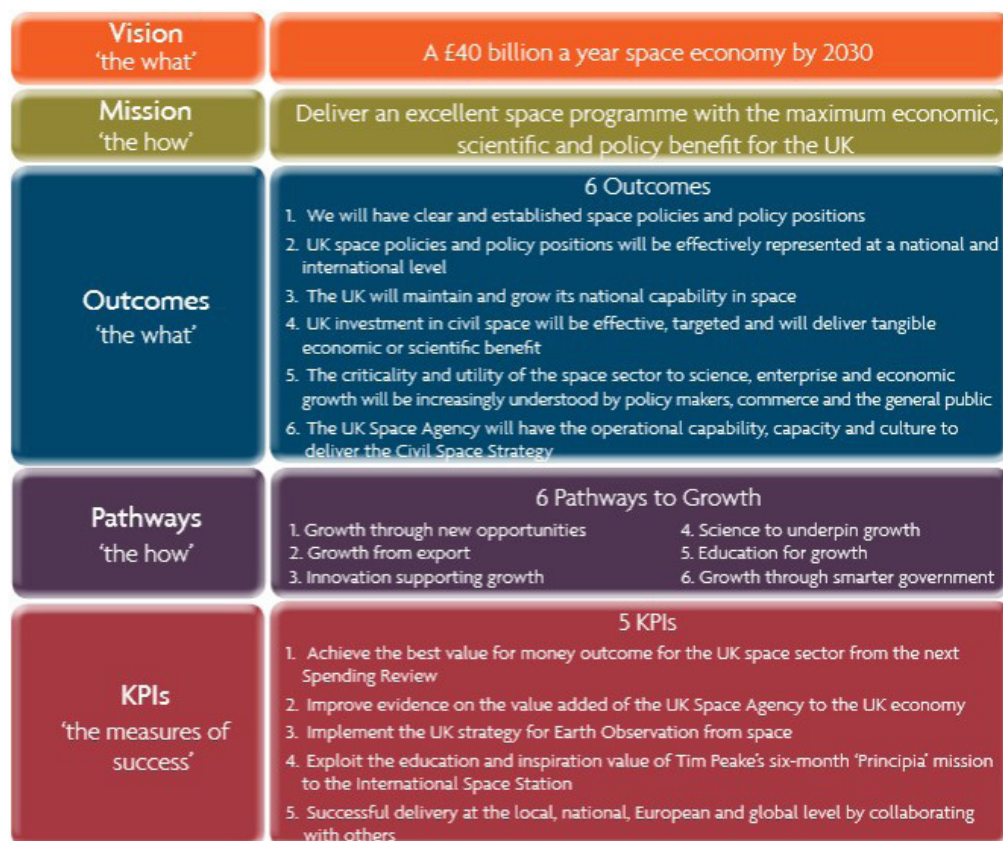 Vision
'the what'
A £40 billion a year space economy by 2030
Mission
'the how'
Deliver an excellent space programme with the maximum economic,
scientific and policy benefit for the UK
Outcomes
'the what'
6 Outcomes
1. We will have clear and established space policies and policy positions
2. UK space policies and policy positions will be effectively represented at a national and
international level
3. The UK will maintain and grow its national capability in space
4. UK investment in civil space will be effective, targeted and will deliver tangible
economic or scientific benefit
5. The criticality and utility of the space sector to science, enterprise and economic
growth will be increasingly understood by policy makers, commerce and the general public
6. The UK Space Agency will have the operational capability, capacity and culture to
deliver the Civil Space Strategy
Pathways
'the how'
6 Pathways to Growth
1. Growth through new opportunities
2. Growth from export
3. Innovation supporting growth
4. Science to underpin growth
5. Education for growth
6. Growth through smarter government
KPIs
'the measures of
success'
5 KPIs
1. Achieve the best value for money outcome for the UK space sector from the next
Spending Review
2. Improve evidence on the value added of the UK Space Agency to the UK economy
3. Implement the UK strategy for Earth Observation from space
4. Exploit the education and inspiration value of Tim Peake's six-month 'Principia' mission
to the International Space Station
5. Successful delivery at the local, national, European and global level by collaborating
with others